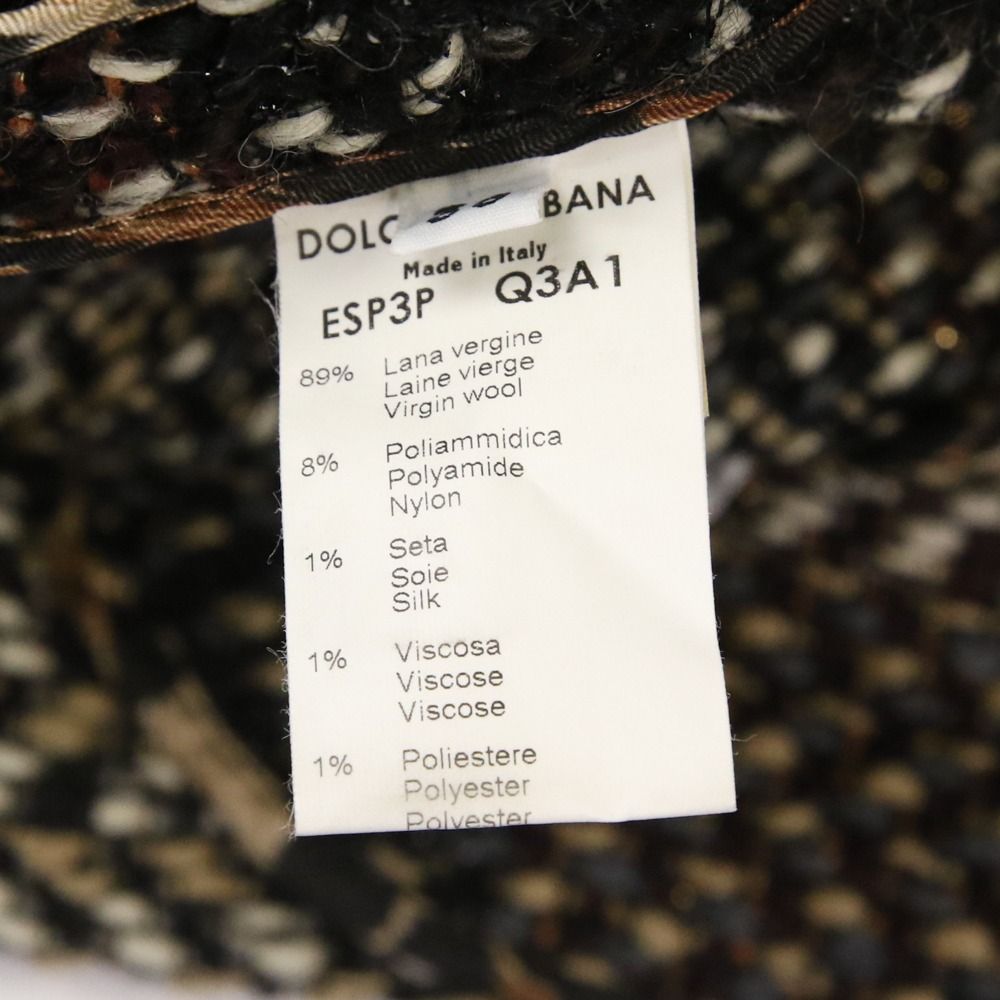 DOLC BANA
Made in Italy
ESP3P Q3A1
89% Lana vergine
Laine vierge
Virgin wool
8% Poliammidica
Polyamide
Nylon
1% Seta
Soie
Silk
1% Viscosa
Viscose
Viscose
1% Poliestere
Polyester
Polyester